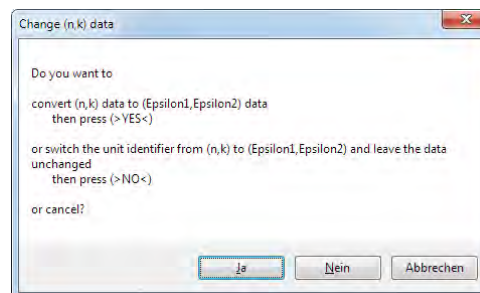 Change (n,k) data
Do you want to
convert (n,k) data to (Epsilon1,Epsilon2) data
then press (>YES<)
or switch the unit identifier from (n,k) to (Epsilon1,Epsilon2) and leave the data
unchanged
then press (>NO<)
or cancel?
Ja Nein Abbrechen